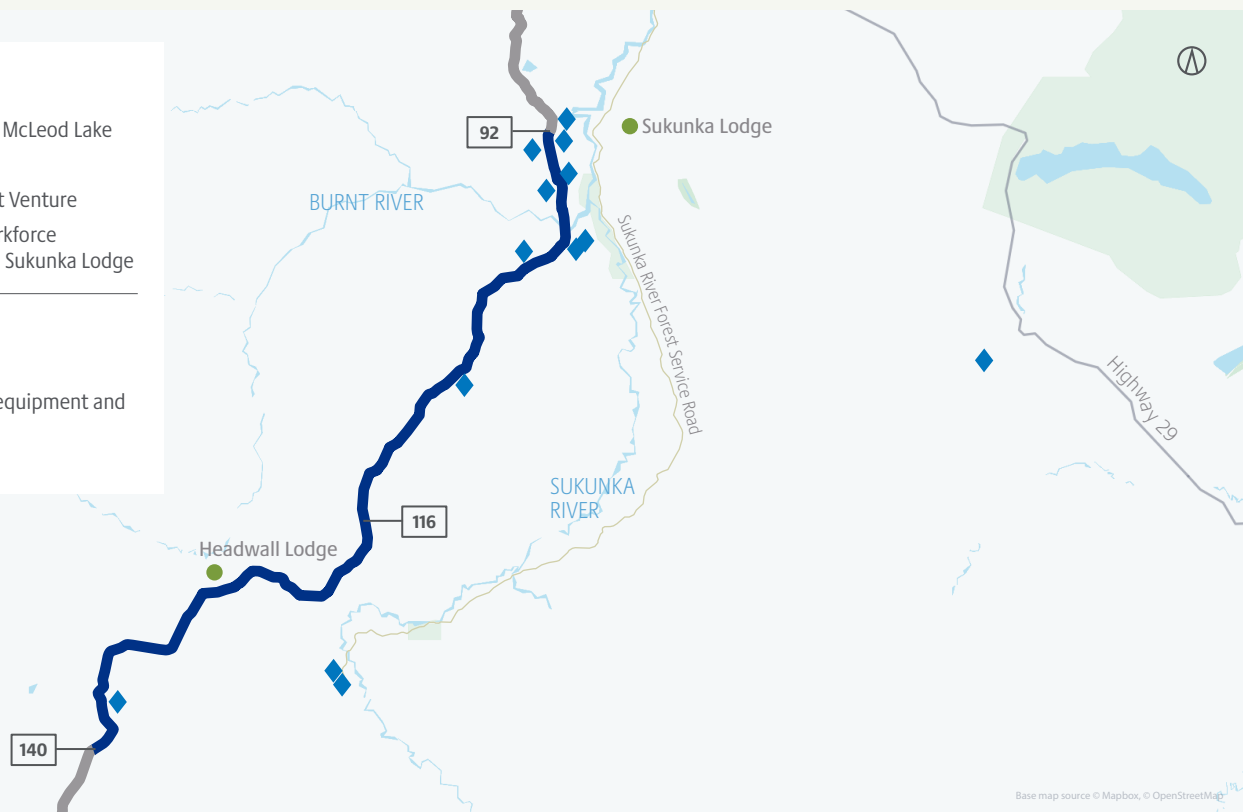 McLeod Lake
t Venture
rkforce
Sukunka Lodge
equipment and
92
Sukunka Lodge
BURNT RIVER
Sukunka River Forest Service Road
Highway 29
SUKUNKA
RIVER
116
Headwall Lodge
140
Base map source © Mapbox, © OpenStreetMap